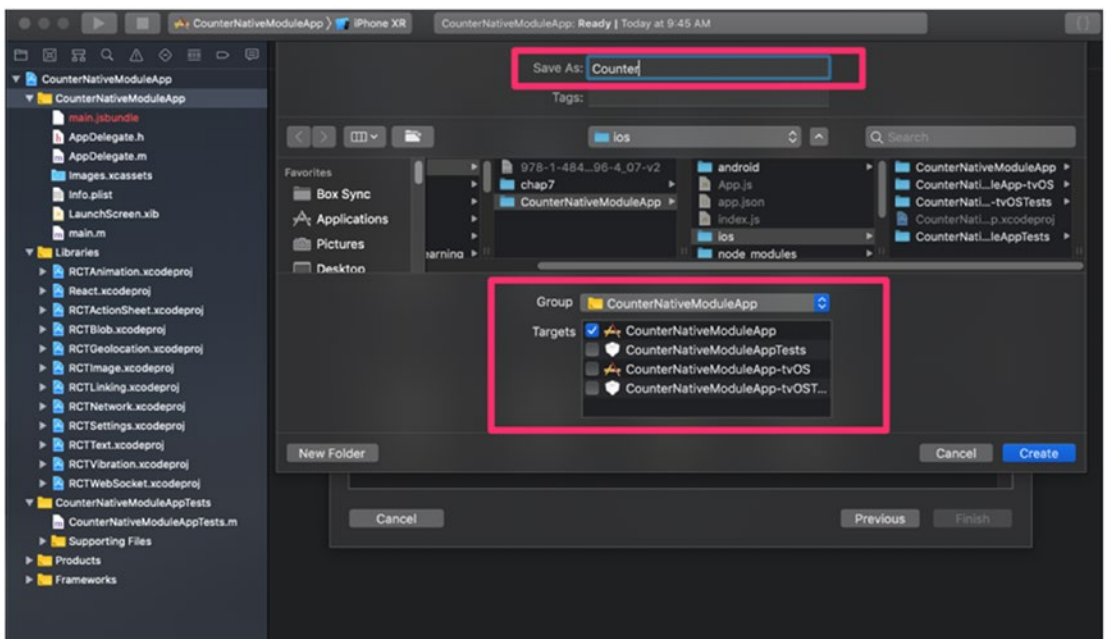 CounterNativeModuleApp
iPhone XR
CounterNativeModuleApp: Ready | Today at 9:45 AM
{}
CounterNativeModuleApp
CounterNativeModuleApp
main.jsbundle
AppDelegate.h
AppDelegate.m
Images.xcassets
Info.plist
LaunchScreen.xib
main.m
Libraries
RCTAnimation.xcodeproj
React.xcodeproj
RCTActionSheet.xcodeproj
RCTBlob.xcodeproj
RCTGeolocation.xcodeproj
RCTImage.xcodeproj
RCTLinking.xcodeproj
RCTNetwork.xcodeproj
RCTSettings.xcodeproj
RCTText.xcodeproj
RCTVibration.xcodeproj
RCTWebSocket.xcodeproj
CounterNativeModuleAppTests
CounterNativeModuleAppTests.m
Supporting Files
Products
Frameworks
Save As: Counter
Tags:
ios
Search
Favorites
Box Sync
Applications
Pictures
Desktop
earning
978-1-484...96-4_07-v2
chap7
CounterNativeModuleApp
android
App.js
app.json
index.js
ios
node_modules
CounterNativeModuleApp
CounterNati...leApp-tvOS
CounterNati...-tvOSTests
CounterNati...p.xcodeproj
CounterNati...leAppTests
Group CounterNativeModuleApp
Targets CounterNativeModuleApp
CounterNativeModuleAppTests
CounterNativeModuleApp-tvOS
CounterNativeModuleApp-tvOST...
New Folder
Cancel
Create
Cancel
Previous
Finish